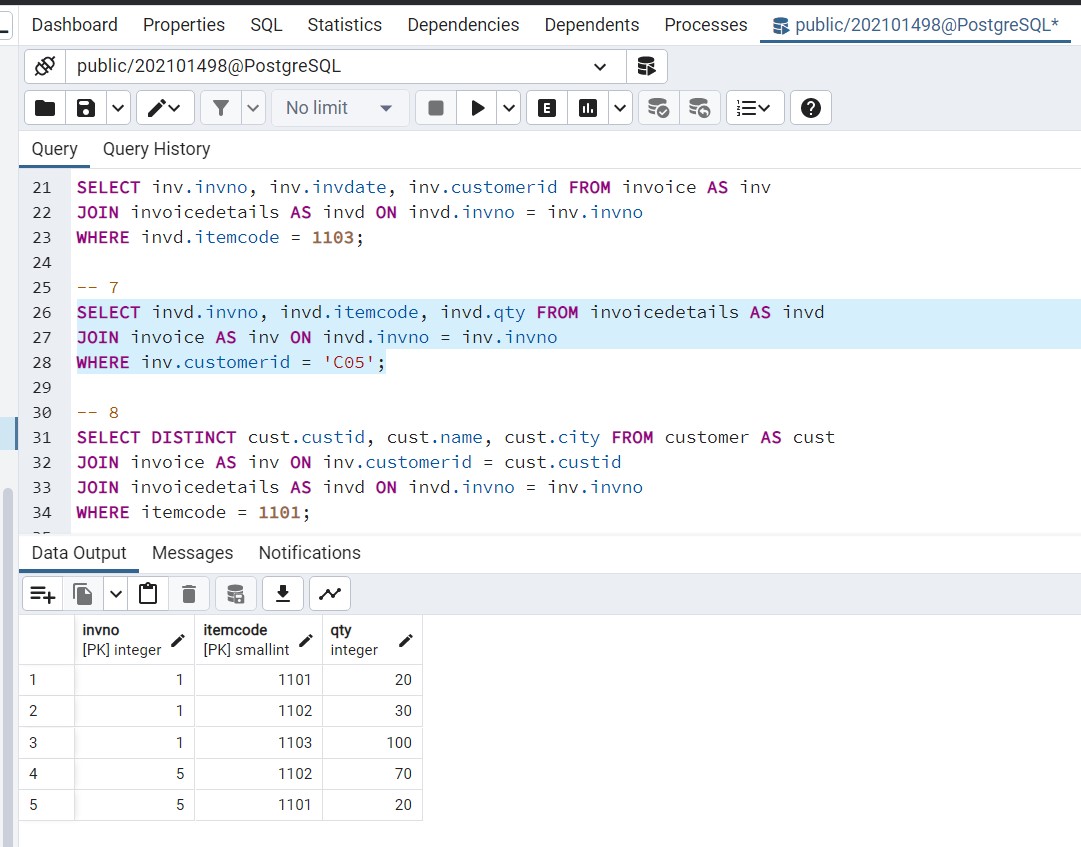 Dashboard Properties SQL Statistics Dependencies Dependents Processes public/202101498@PostgreSQL*
public/202101498@PostgreSQL
No limit E
Query Query History
21 SELECT inv.invno, inv.invdate, inv.customerid FROM invoice AS inv
22 JOIN invoicedetails AS invd ON invd.invno = inv.invno
23 WHERE invd.itemcode = 1103;
24
25 -- 7
26 SELECT invd.invno, invd.itemcode, invd.qty FROM invoicedetails AS invd
27 JOIN invoice AS inv ON invd.invno = inv.invno
28 WHERE inv.customerid = 'C05';
29
30 -- 8
31 SELECT DISTINCT cust.custid, cust.name, cust.city FROM customer AS cust
32 JOIN invoice AS inv ON inv.customerid = cust.custid
33 JOIN invoicedetails AS invd ON invd.invno = inv.invno
34 WHERE itemcode = 1101;
Data Output Messages Notifications
invno itemcode qty
[PK] integer [PK] smallint integer
1 1 1101 20
2 1 1102 30
3 1 1103 100
4 5 1102 70
5 5 1101 20